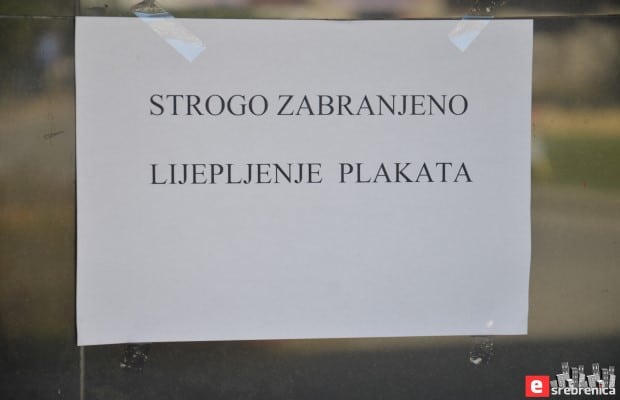 STROGO ZABRANJENO
LIJEPLJENJE PLAKATA
e srebrenica